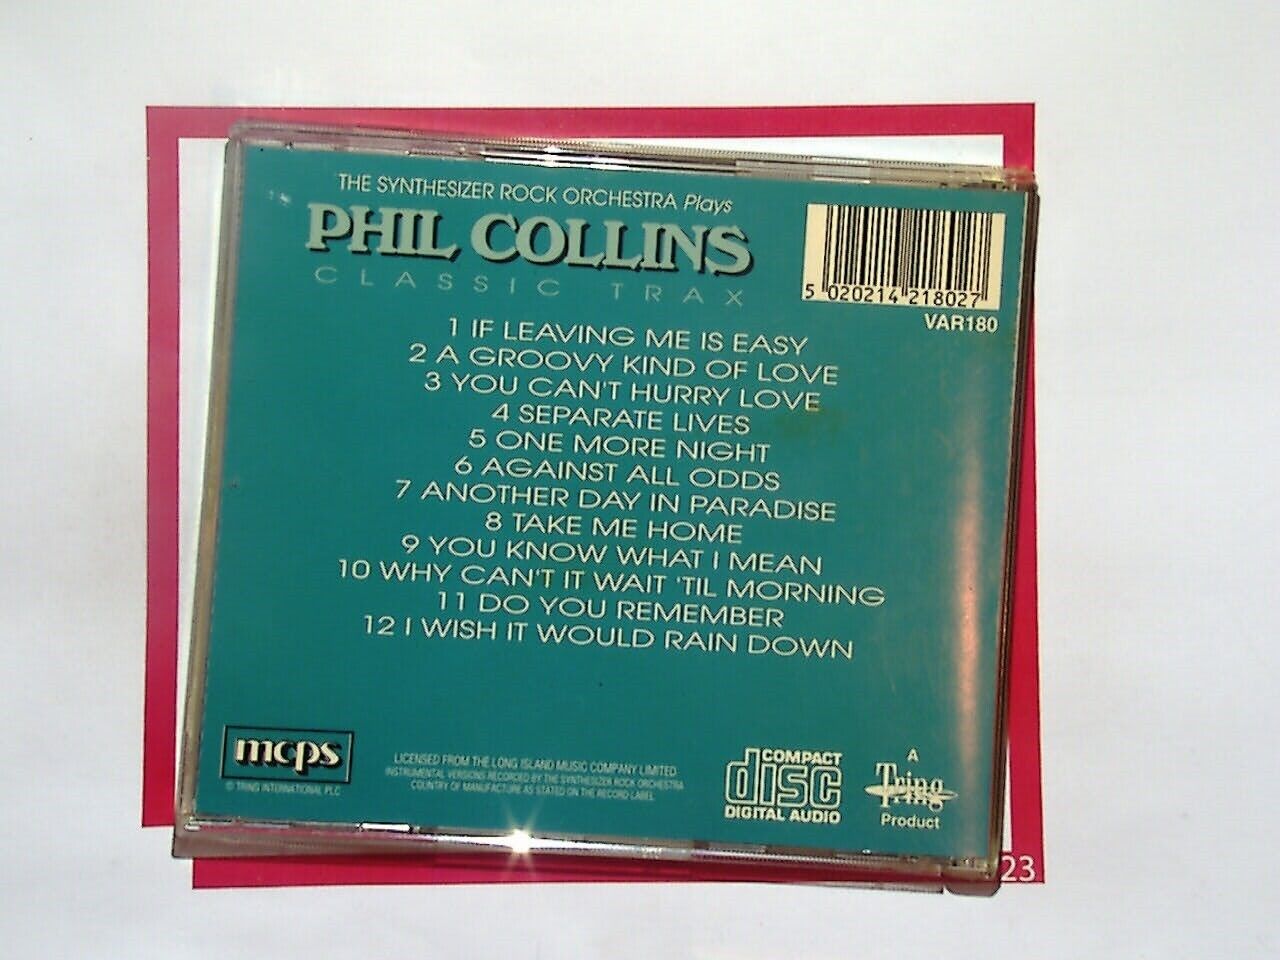 THE SYNTHESIZER ROCK ORCHESTRA Plays
PHIL COLLINS
CLASSIC TRAX
5 020214 218027
VAR180
1 IF LEAVING ME IS EASY
2 A GROOVY KIND OF LOVE
3 YOU CAN'T HURRY LOVE
4 SEPARATE LIVES
5 ONE MORE NIGHT
6 AGAINST ALL ODDS
7 ANOTHER DAY IN PARADISE
8 TAKE ME HOME
9 YOU KNOW WHAT I MEAN
10 WHY CAN'T IT WAIT 'TIL MORNING
11 DO YOU REMEMBER
12 I WISH IT WOULD RAIN DOWN
mcps
© TRING INTERNATIONAL PLC
LICENSED FROM THE LONG ISLAND MUSIC COMPANY LIMITED
INSTRUMENTAL VERSIONS RECORDED BY THE SYNTHESIZER ROCK ORCHESTRA
COUNTRY OF MANUFACTURE AS STATED ON THE RECORD LABEL
COMPACT
disc
DIGITAL AUDIO
A
Tring
Tring
Product
23